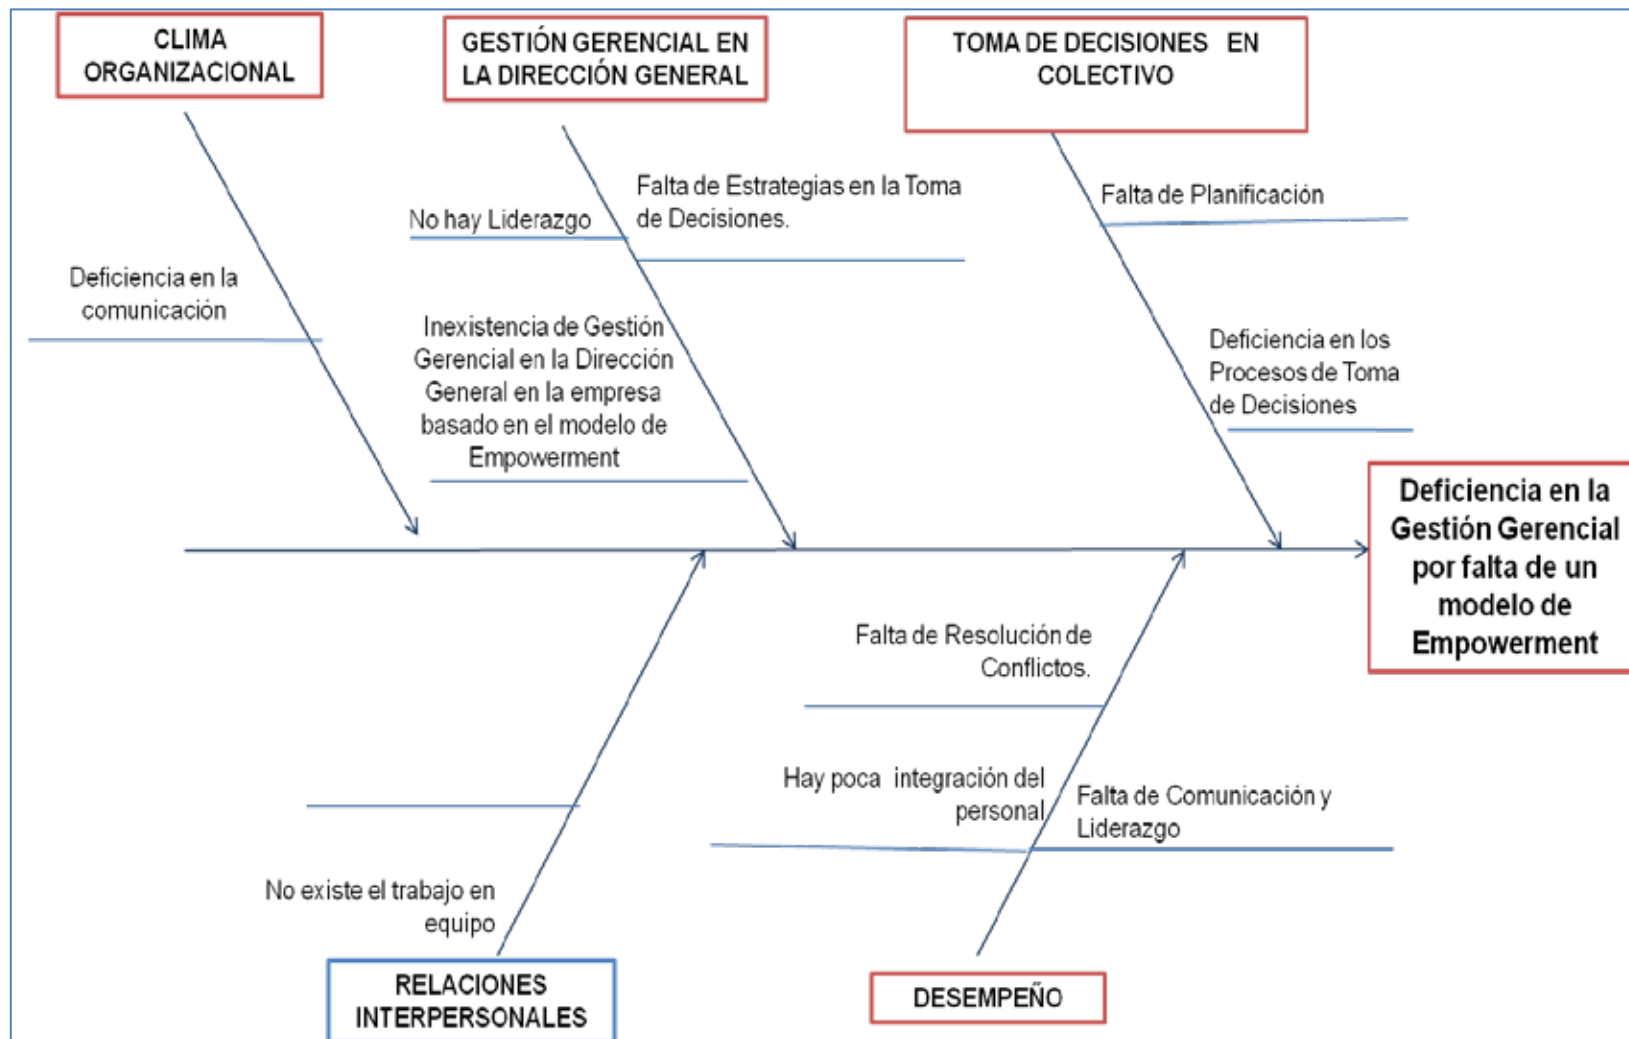 CLIMA
ORGANIZACIONAL
GESTIÓN GERENCIAL EN
LA DIRECCIÓN GENERAL
TOMA DE DECISIONES EN
COLECTIVO
No hay Liderazgo
Falta de Estrategias en la Toma
de Decisiones.
Falta de Planificación
Deficiencia en la
comunicación
Inexistencia de Gestión
Gerencial en la Dirección
General en la empresa
basado en el modelo de
Empowerment
Deficiencia en los
Procesos de Toma
de Decisiones
Deficiencia en la
Gestión Gerencial
por falta de un
modelo de
Empowerment
Falta de Resolución de
Conflictos.
Hay poca integración del
personal
Falta de Comunicación y
Liderazgo
No existe el trabajo en
equipo
RELACIONES
INTERPERSONALES
DESEMPEÑO